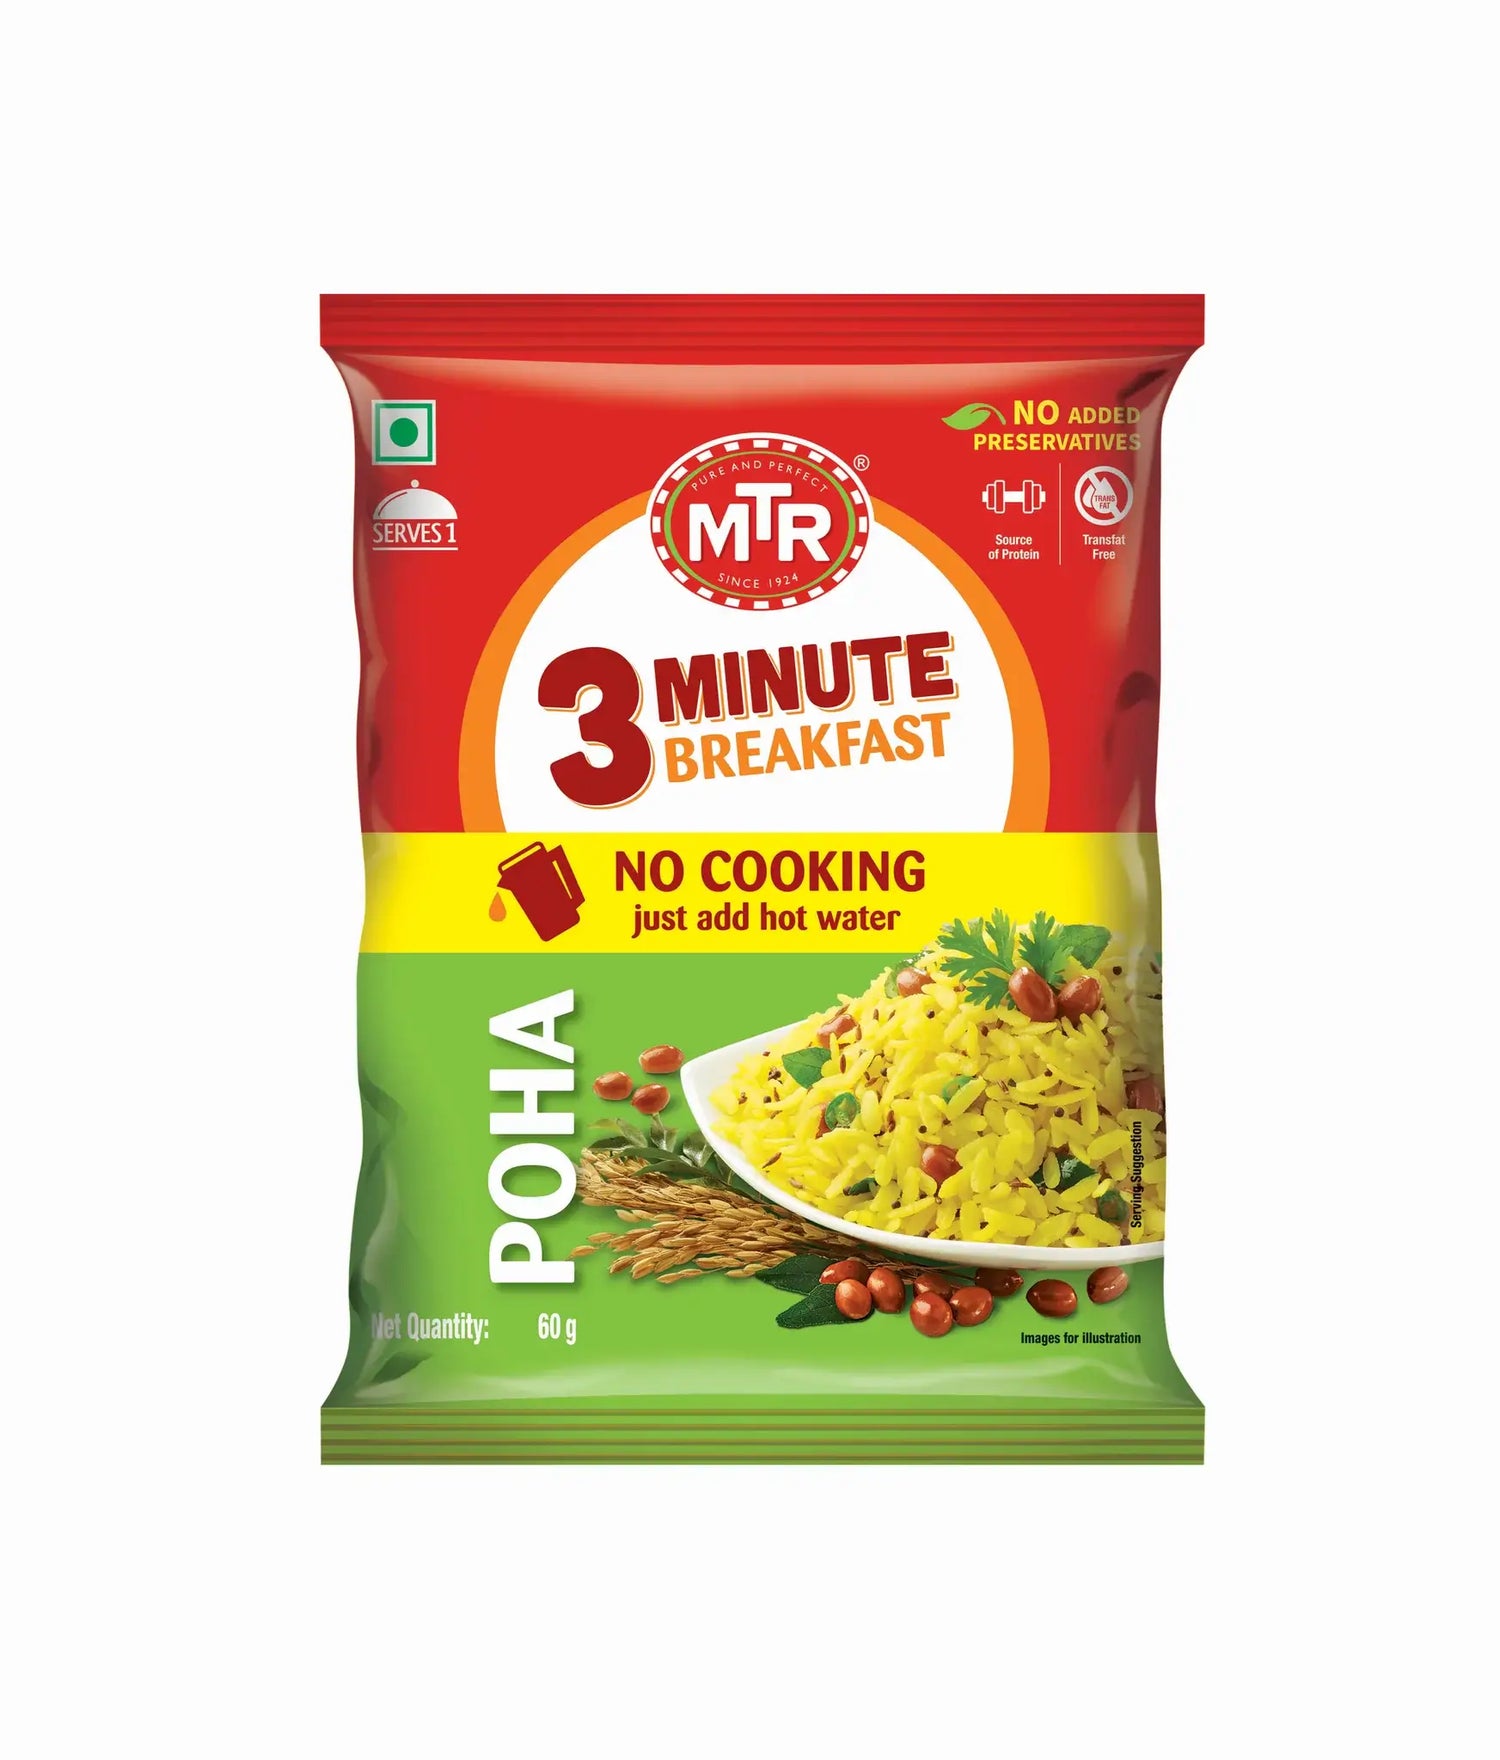 NO ADDED
PRESERVATIVES
SERVES 1
PURE AND PERFECT
MTR
®
SINCE 1924
Source
of Protein
TRANS
FAT
Transfat
Free
3 MINUTE
BREAKFAST
NO COOKING
just add hot water
POHA
Serving Suggestion
Net Quantity: 60 g
Images for illustration